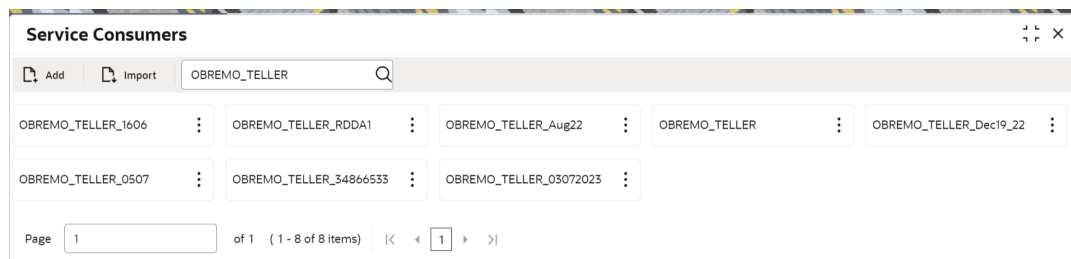 Service Consumers
Add Import OBREMO_TELLER
OBREMO_TELLER_1606 OBREMO_TELLER_RDDA1 OBREMO_TELLER_Aug22 OBREMO_TELLER OBREMO_TELLER_Dec19_22
OBREMO_TELLER_0507 OBREMO_TELLER_34866533 OBREMO_TELLER_03072023
Page 1 of 1 ( 1 - 8 of 8 items) 1